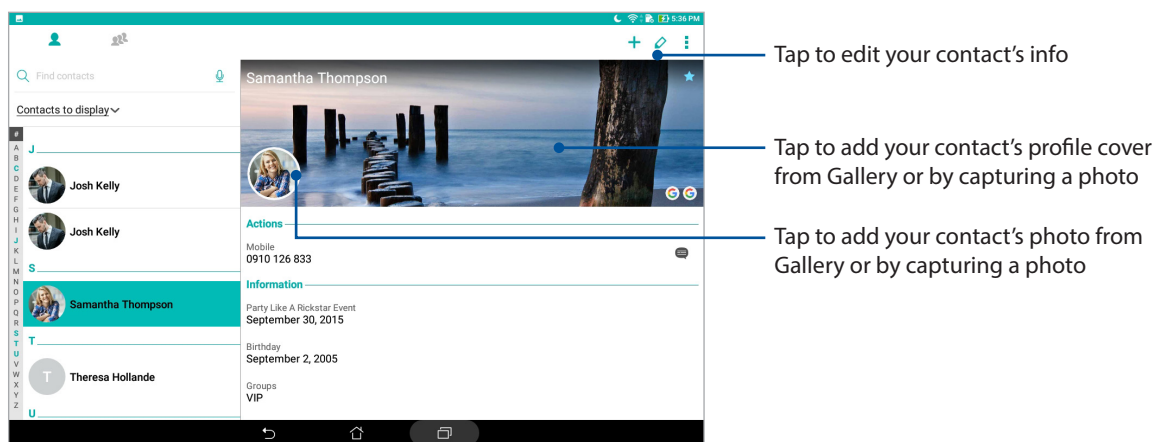 5:36 PM
Find contacts
Contacts to display
#
A
B
C
D
E
F
G
H
I
J
K
L
M
N
O
P
Q
R
S
T
U
V
W
X
Y
Z
J
Josh Kelly
Josh Kelly
S
Samantha Thompson
T
T
Theresa Hollande
U
Samantha Thompson
G G
Actions
Mobile
0910 126 833
Information
Party Like A Rickstar Event
September 30, 2015
Birthday
September 2, 2005
Groups
VIP
Tap to edit your contact’s info
Tap to add your contact’s profile cover
from Gallery or by capturing a photo
Tap to add your contact’s photo from
Gallery or by capturing a photo